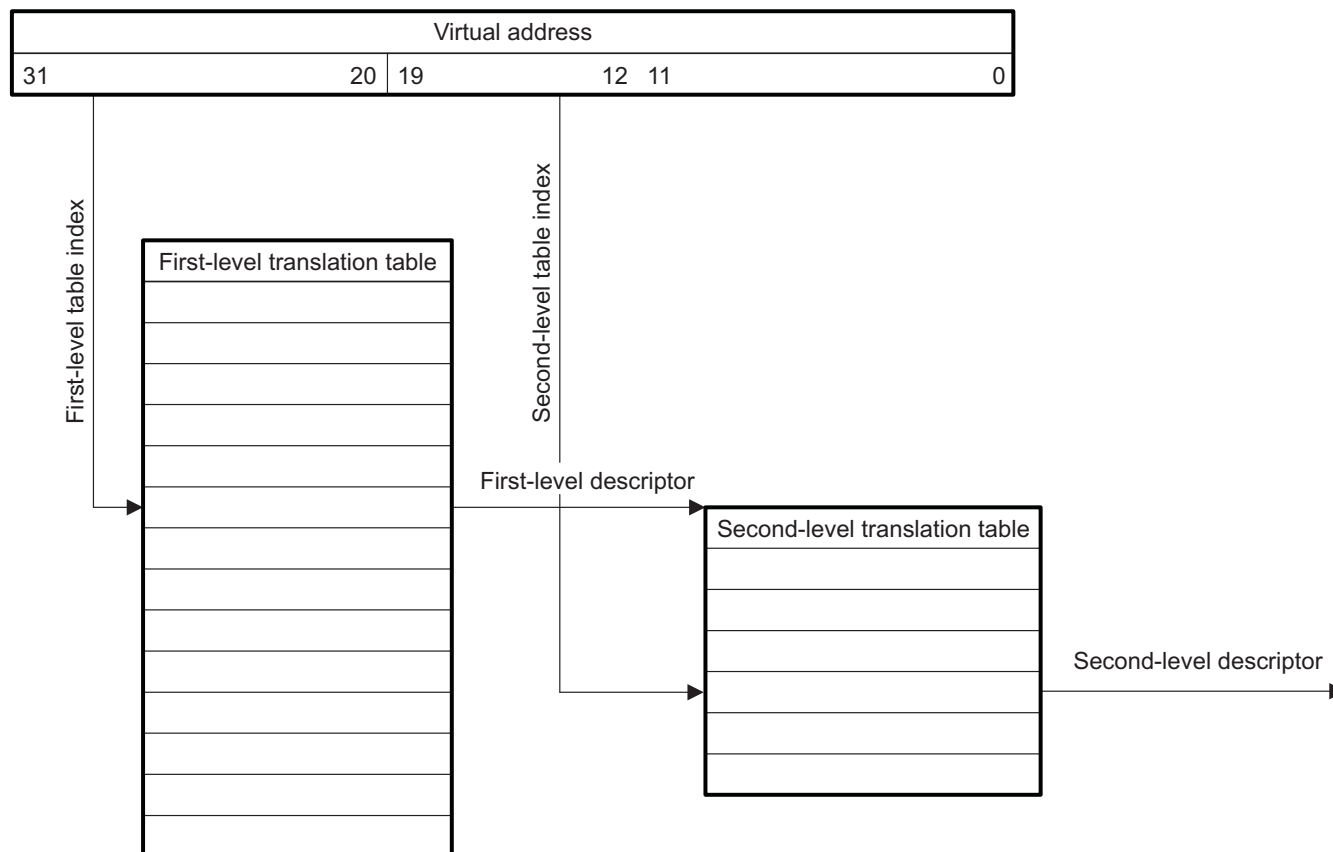 Virtual address
31 20 19 12 11 0
First-level table index
Second-level table index
First-level translation table
First-level descriptor
Second-level translation table
Second-level descriptor